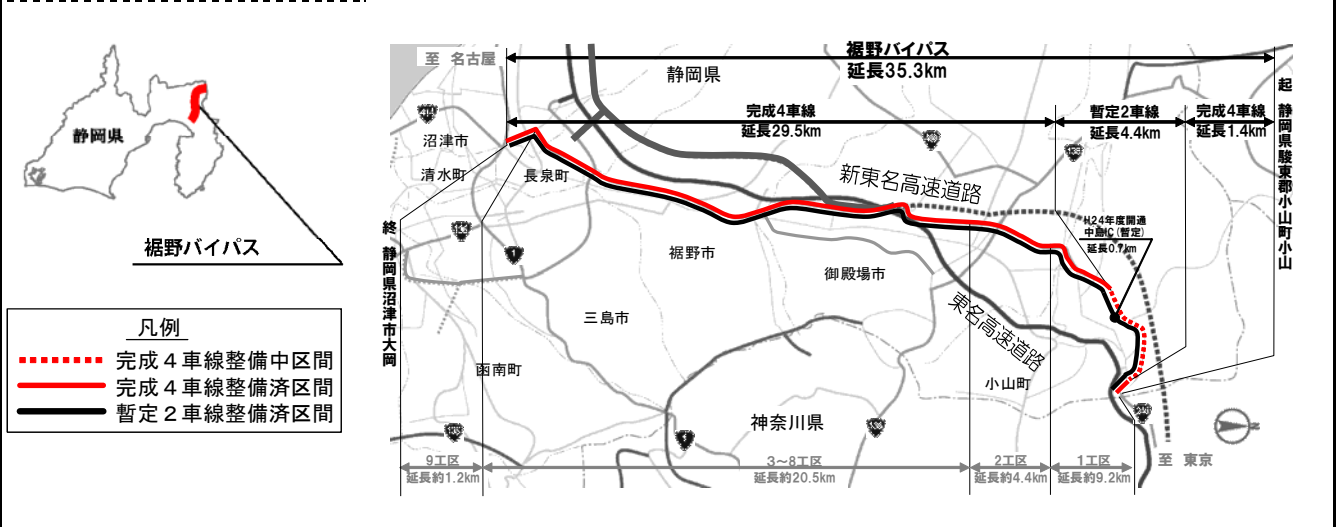 静岡県
裾野バイパス
凡例
完成４車線整備中区間
完成４車線整備済区間
暫定２車線整備済区間
裾野バイパス
延長35.3km
至 名古屋
静岡県
完成4車線
延長29.5km
暫定2車線
延長4.4km
完成4車線
延長1.4km
起 静岡県駿東郡小山町小山
沼津市
清水町
長泉町
新東名高速道路
H24年度開通
中島IC(暫定)
延長0.7km
終 静岡県沼津市大岡
1
裾野市
御殿場市
三島市
東名高速道路
函南町
小山町
神奈川県
N
9工区
延長約1.2km
3～8工区
延長約20.5km
2工区
延長約4.4km
1工区
延長約9.2km
至 東京